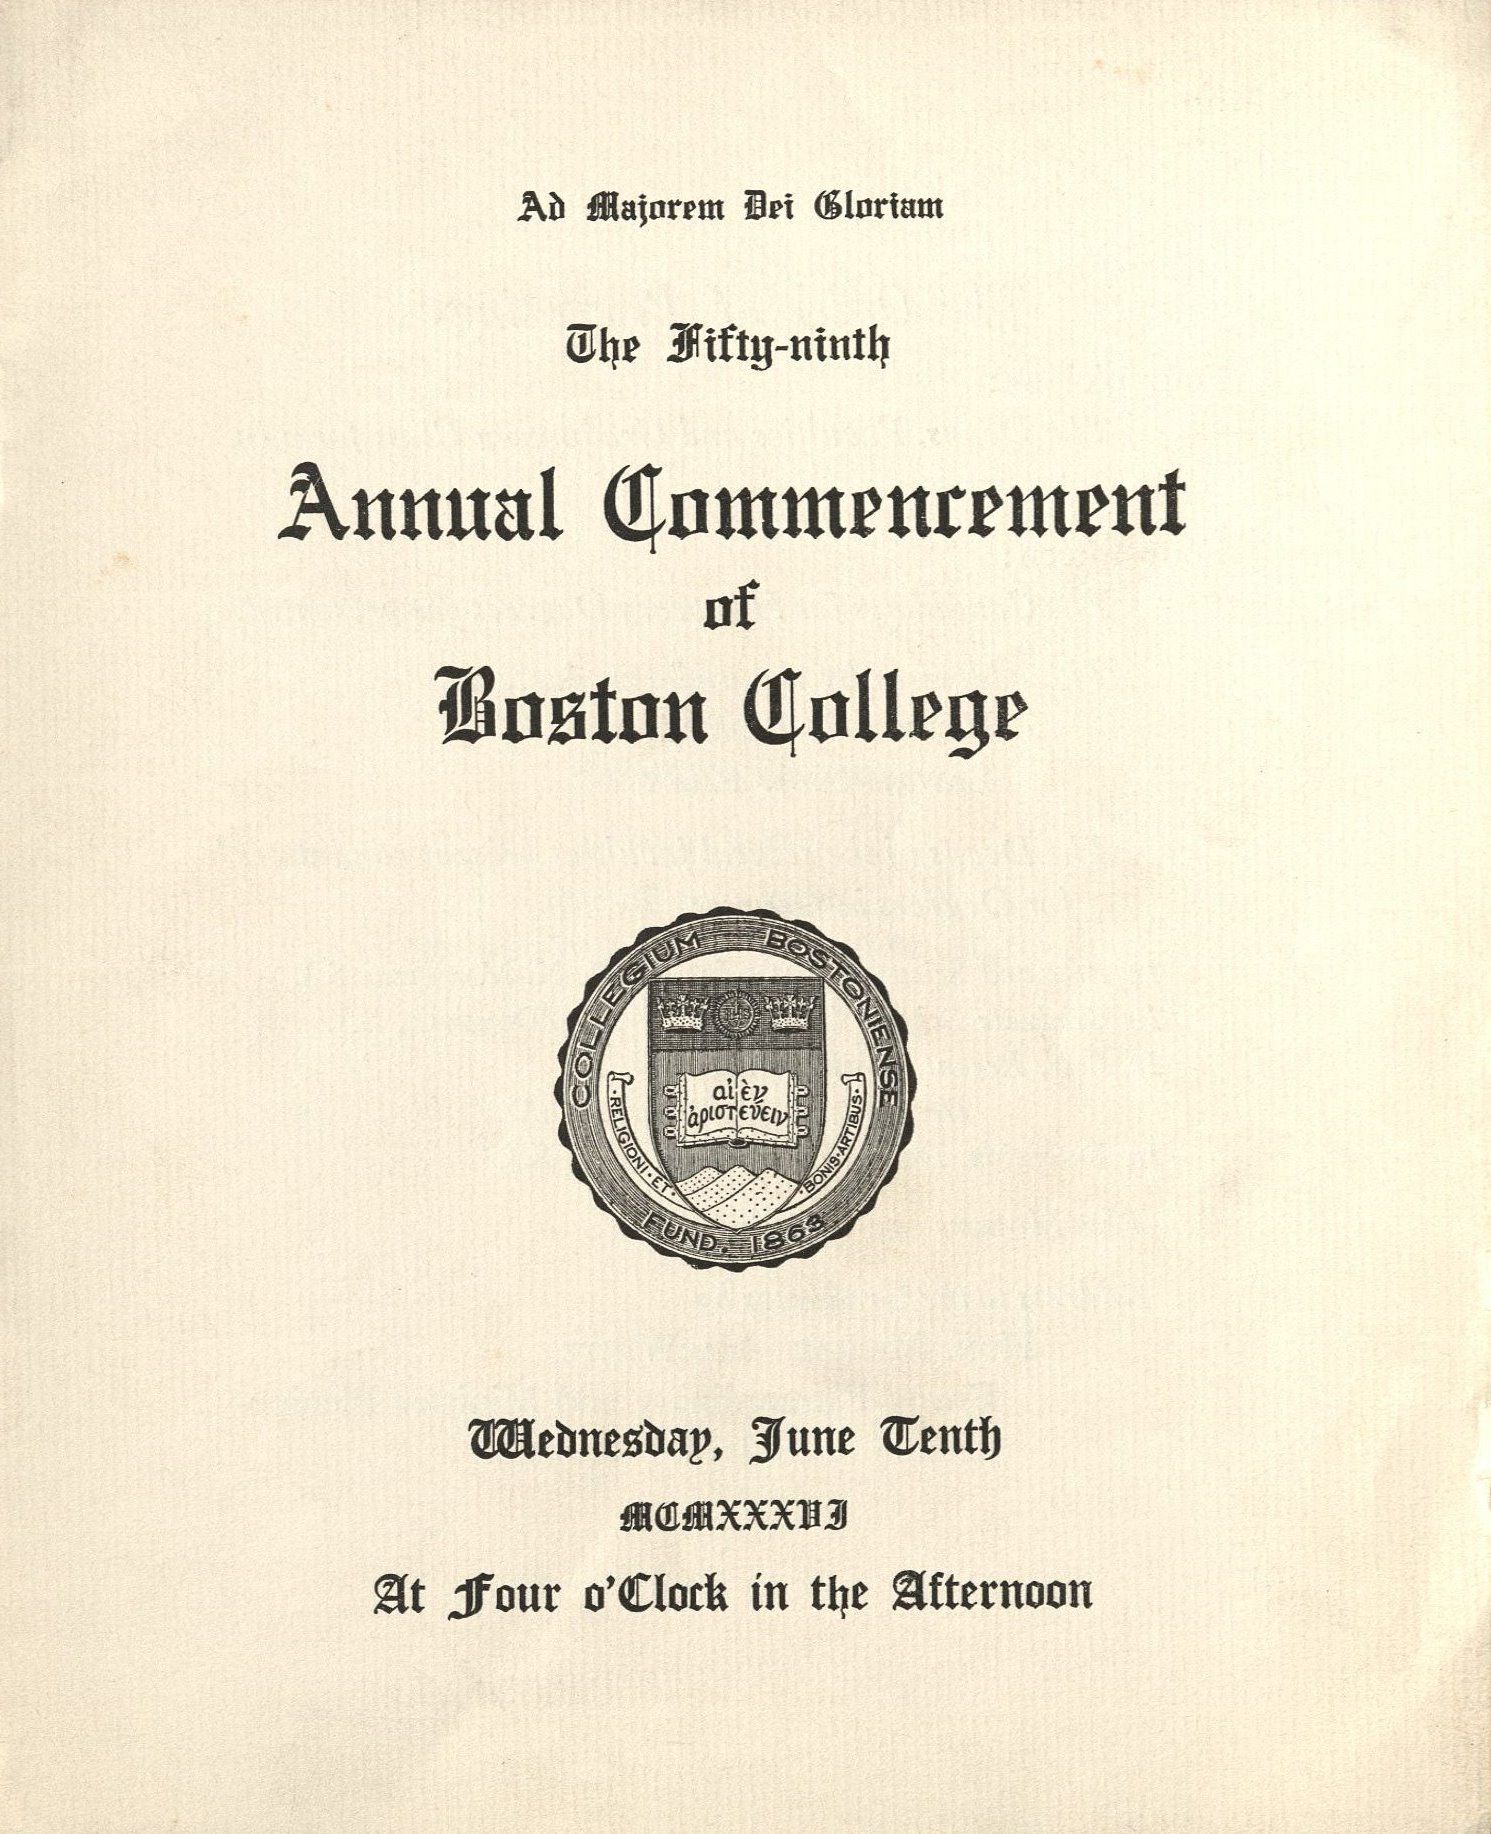 Ad Majorem Dei Gloriam
The Fifty-ninth
Annual Commencement
of
Boston College
COLLEGIUM BOSTONIENSE
αἰὲν
ἀριστεύειν
·RELIGIONI·ET·
·BONIS·ARTIBUS·
FUND. 1863
Wednesday, June Tenth
MCMXXXVI
At Four o'Clock in the Afternoon